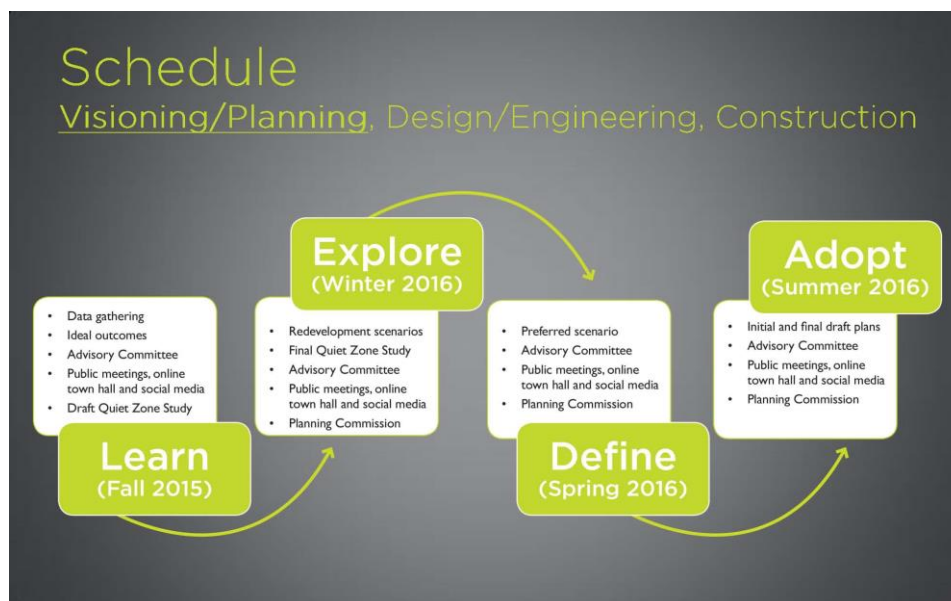 Schedule
Visioning/Planning, Design/Engineering, Construction
• Data gathering
• Ideal outcomes
• Advisory Committee
• Public meetings, online
town hall and social media
• Draft Quiet Zone Study
Learn
(Fall 2015)
Explore
(Winter 2016)
• Redevelopment scenarios
• Final Quiet Zone Study
• Advisory Committee
• Public meetings, online
town hall and social media
• Planning Commission
• Preferred scenario
• Advisory Committee
• Public meetings, online
town hall and social media
• Planning Commission
Define
(Spring 2016)
Adopt
(Summer 2016)
• Initial and final draft plans
• Advisory Committee
• Public meetings, online
town hall and social media
• Planning Commission